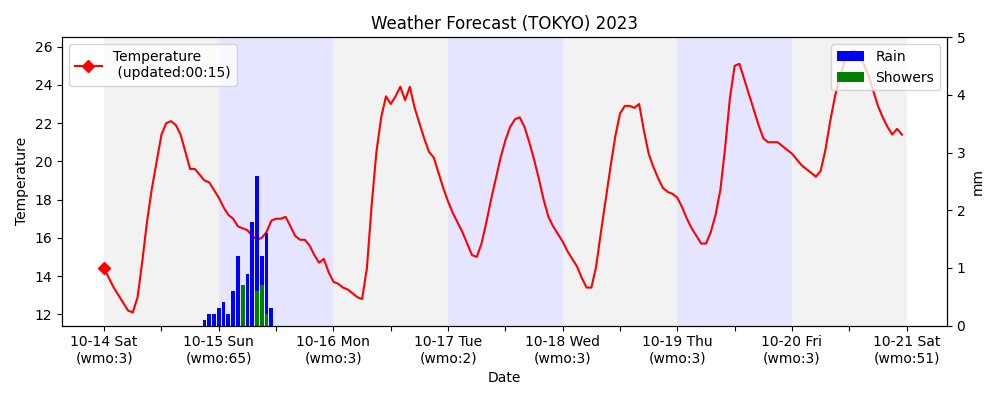 Weather Forecast (TOKYO) 2023
Temperature
(updated:00:15)
Rain
Showers
Temperature
26
24
22
20
18
16
14
12
5
4
3
2
1
0
mm
10-14 Sat
(wmo:3)
10-15 Sun
(wmo:65)
10-16 Mon
(wmo:3)
10-17 Tue
(wmo:2)
10-18 Wed
(wmo:3)
10-19 Thu
(wmo:3)
10-20 Fri
(wmo:3)
10-21 Sat
(wmo:51)
Date